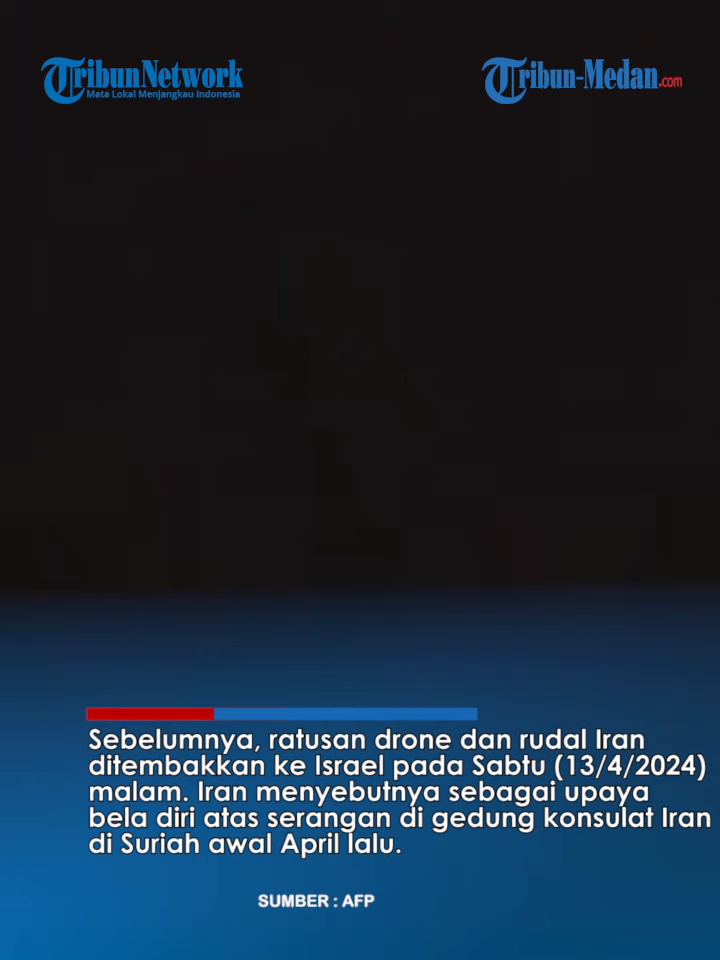 TribunNetwork
Mata Lokal Menjangkau Indonesia
Tribun-Medan.com
Sebelumnya, ratusan drone dan rudal Iran
ditembakkan ke Israel pada Sabtu (13/4/2024)
malam. Iran menyebutnya sebagai upaya
bela diri atas serangan di gedung konsulat Iran
di Suriah awal April lalu.
SUMBER : AFP